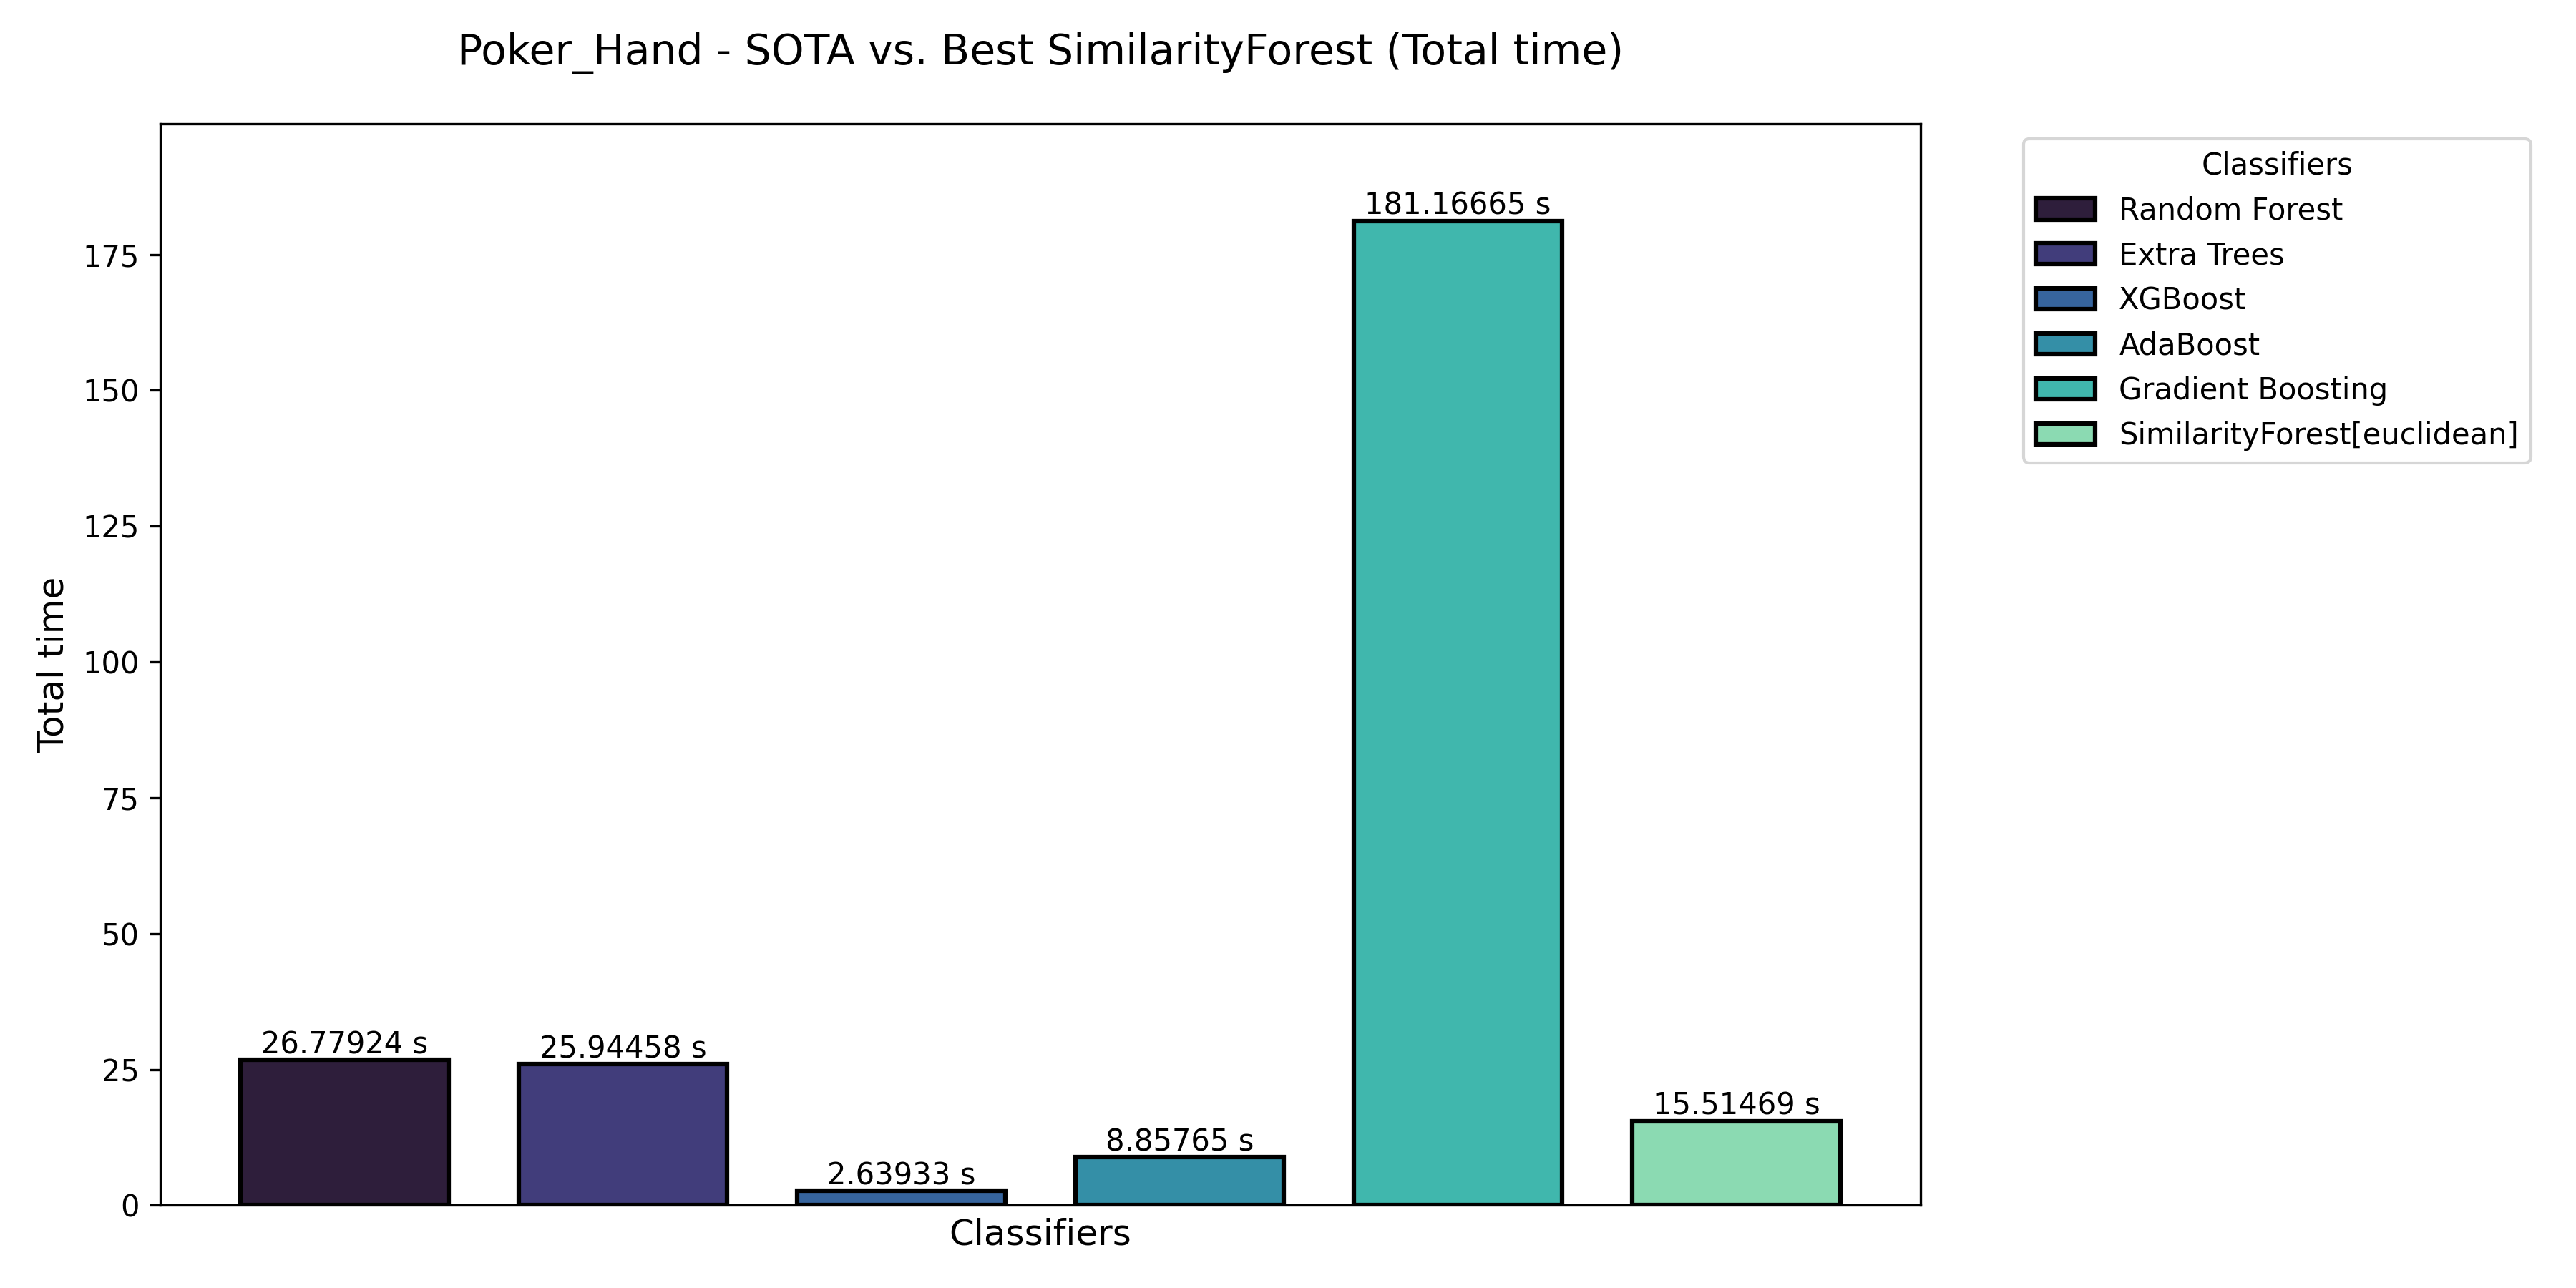 Poker_Hand - SOTA vs. Best SimilarityForest (Total time)
Total time
175
150
125
100
75
50
25
0
26.77924 s
25.94458 s
2.63933 s
8.85765 s
181.16665 s
15.51469 s
Classifiers
Classifiers
Random Forest
Extra Trees
XGBoost
AdaBoost
Gradient Boosting
SimilarityForest[euclidean]